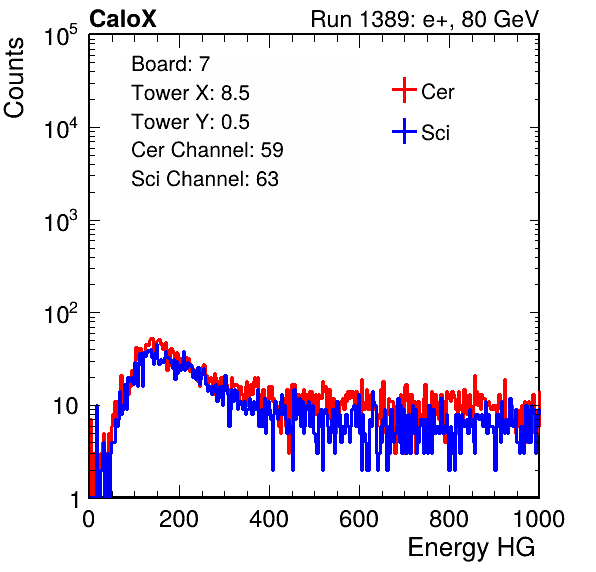 CaloX Run 1389: e+, 80 GeV
Counts
Board: 7
Tower X: 8.5
Tower Y: 0.5
Cer Channel: 59
Sci Channel: 63
Cer
Sci
10^5
10^4
10^3
10^2
10
1
0 200 400 600 800 1000
Energy HG